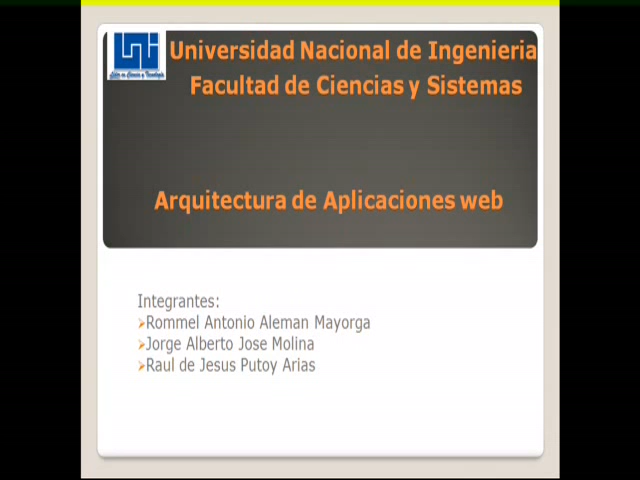 Universidad Nacional de Ingenieria
Facultad de Ciencias y Sistemas
Arquitectura de Aplicaciones web
Integrantes:
Rommel Antonio Aleman Mayorga
Jorge Alberto Jose Molina
Raul de Jesus Putoy Arias